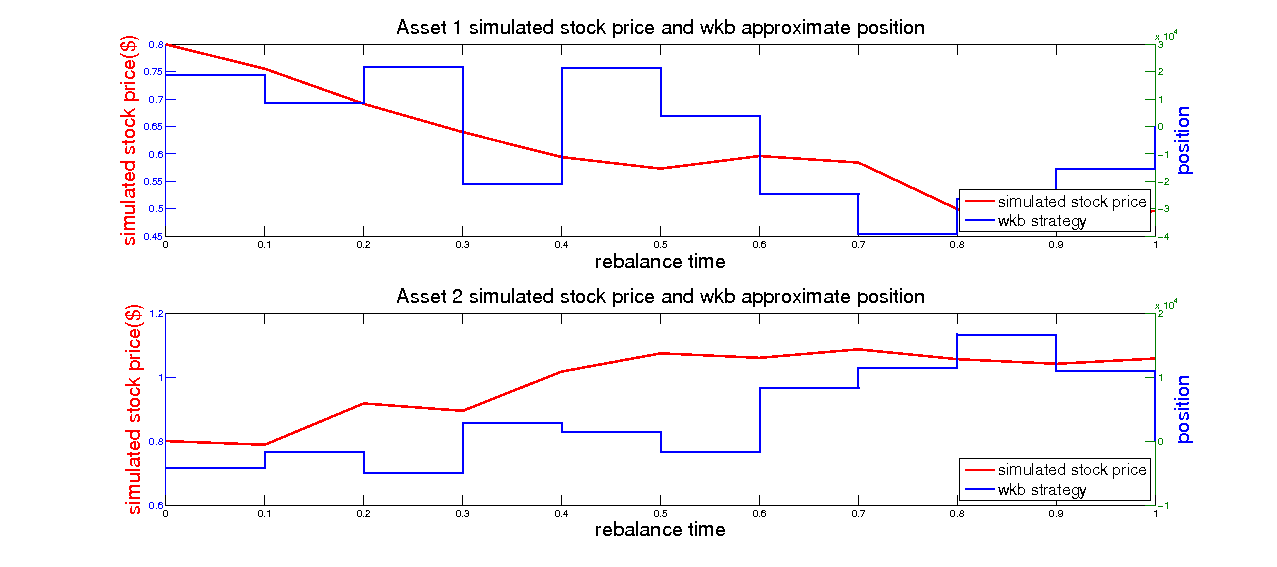 Asset 1 simulated stock price and wkb approximate position
x 10^4
simulated stock price($)
0.8
0.75
0.7
0.65
0.6
0.55
0.5
0.45
3
2
1
0
−1
−2
−3
−4
position
simulated stock price
wkb strategy
0 0.1 0.2 0.3 0.4 0.5 0.6 0.7 0.8 0.9 1
rebalance time
Asset 2 simulated stock price and wkb approximate position
x 10^4
simulated stock price($)
1.2
1
0.8
0.6
2
1
0
−1
position
simulated stock price
wkb strategy
0 0.1 0.2 0.3 0.4 0.5 0.6 0.7 0.8 0.9 1
rebalance time